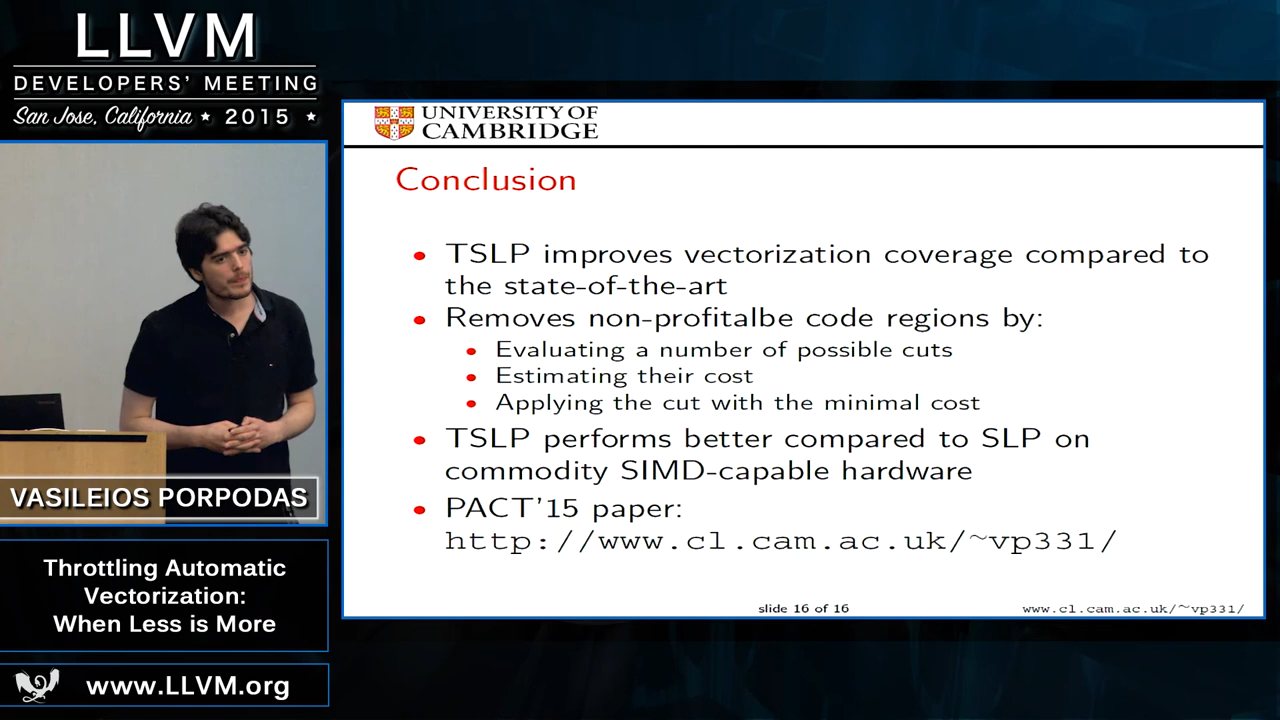 LLVM
DEVELOPERS' MEETING
San Jose, California ★ 2015 ★
VASILEIOS PORPODAS
Throttling Automatic
Vectorization:
When Less is More
www.LLVM.org
UNIVERSITY OF
CAMBRIDGE
Conclusion
• TSLP improves vectorization coverage compared to
the state-of-the-art
• Removes non-profitalbe code regions by:
• Evaluating a number of possible cuts
• Estimating their cost
• Applying the cut with the minimal cost
• TSLP performs better compared to SLP on
commodity SIMD-capable hardware
• PACT'15 paper:
http://www.cl.cam.ac.uk/~vp331/
slide 16 of 16
www.cl.cam.ac.uk/~vp331/